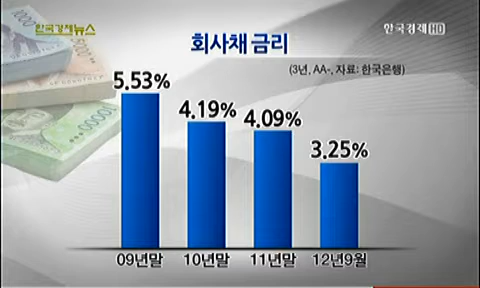 한국경제뉴스
한국경제HD
회사채 금리
(3년, AA-, 자료: 한국은행)
5.53%
4.19%
4.09%
3.25%
09년말
10년말
11년말
12년9월